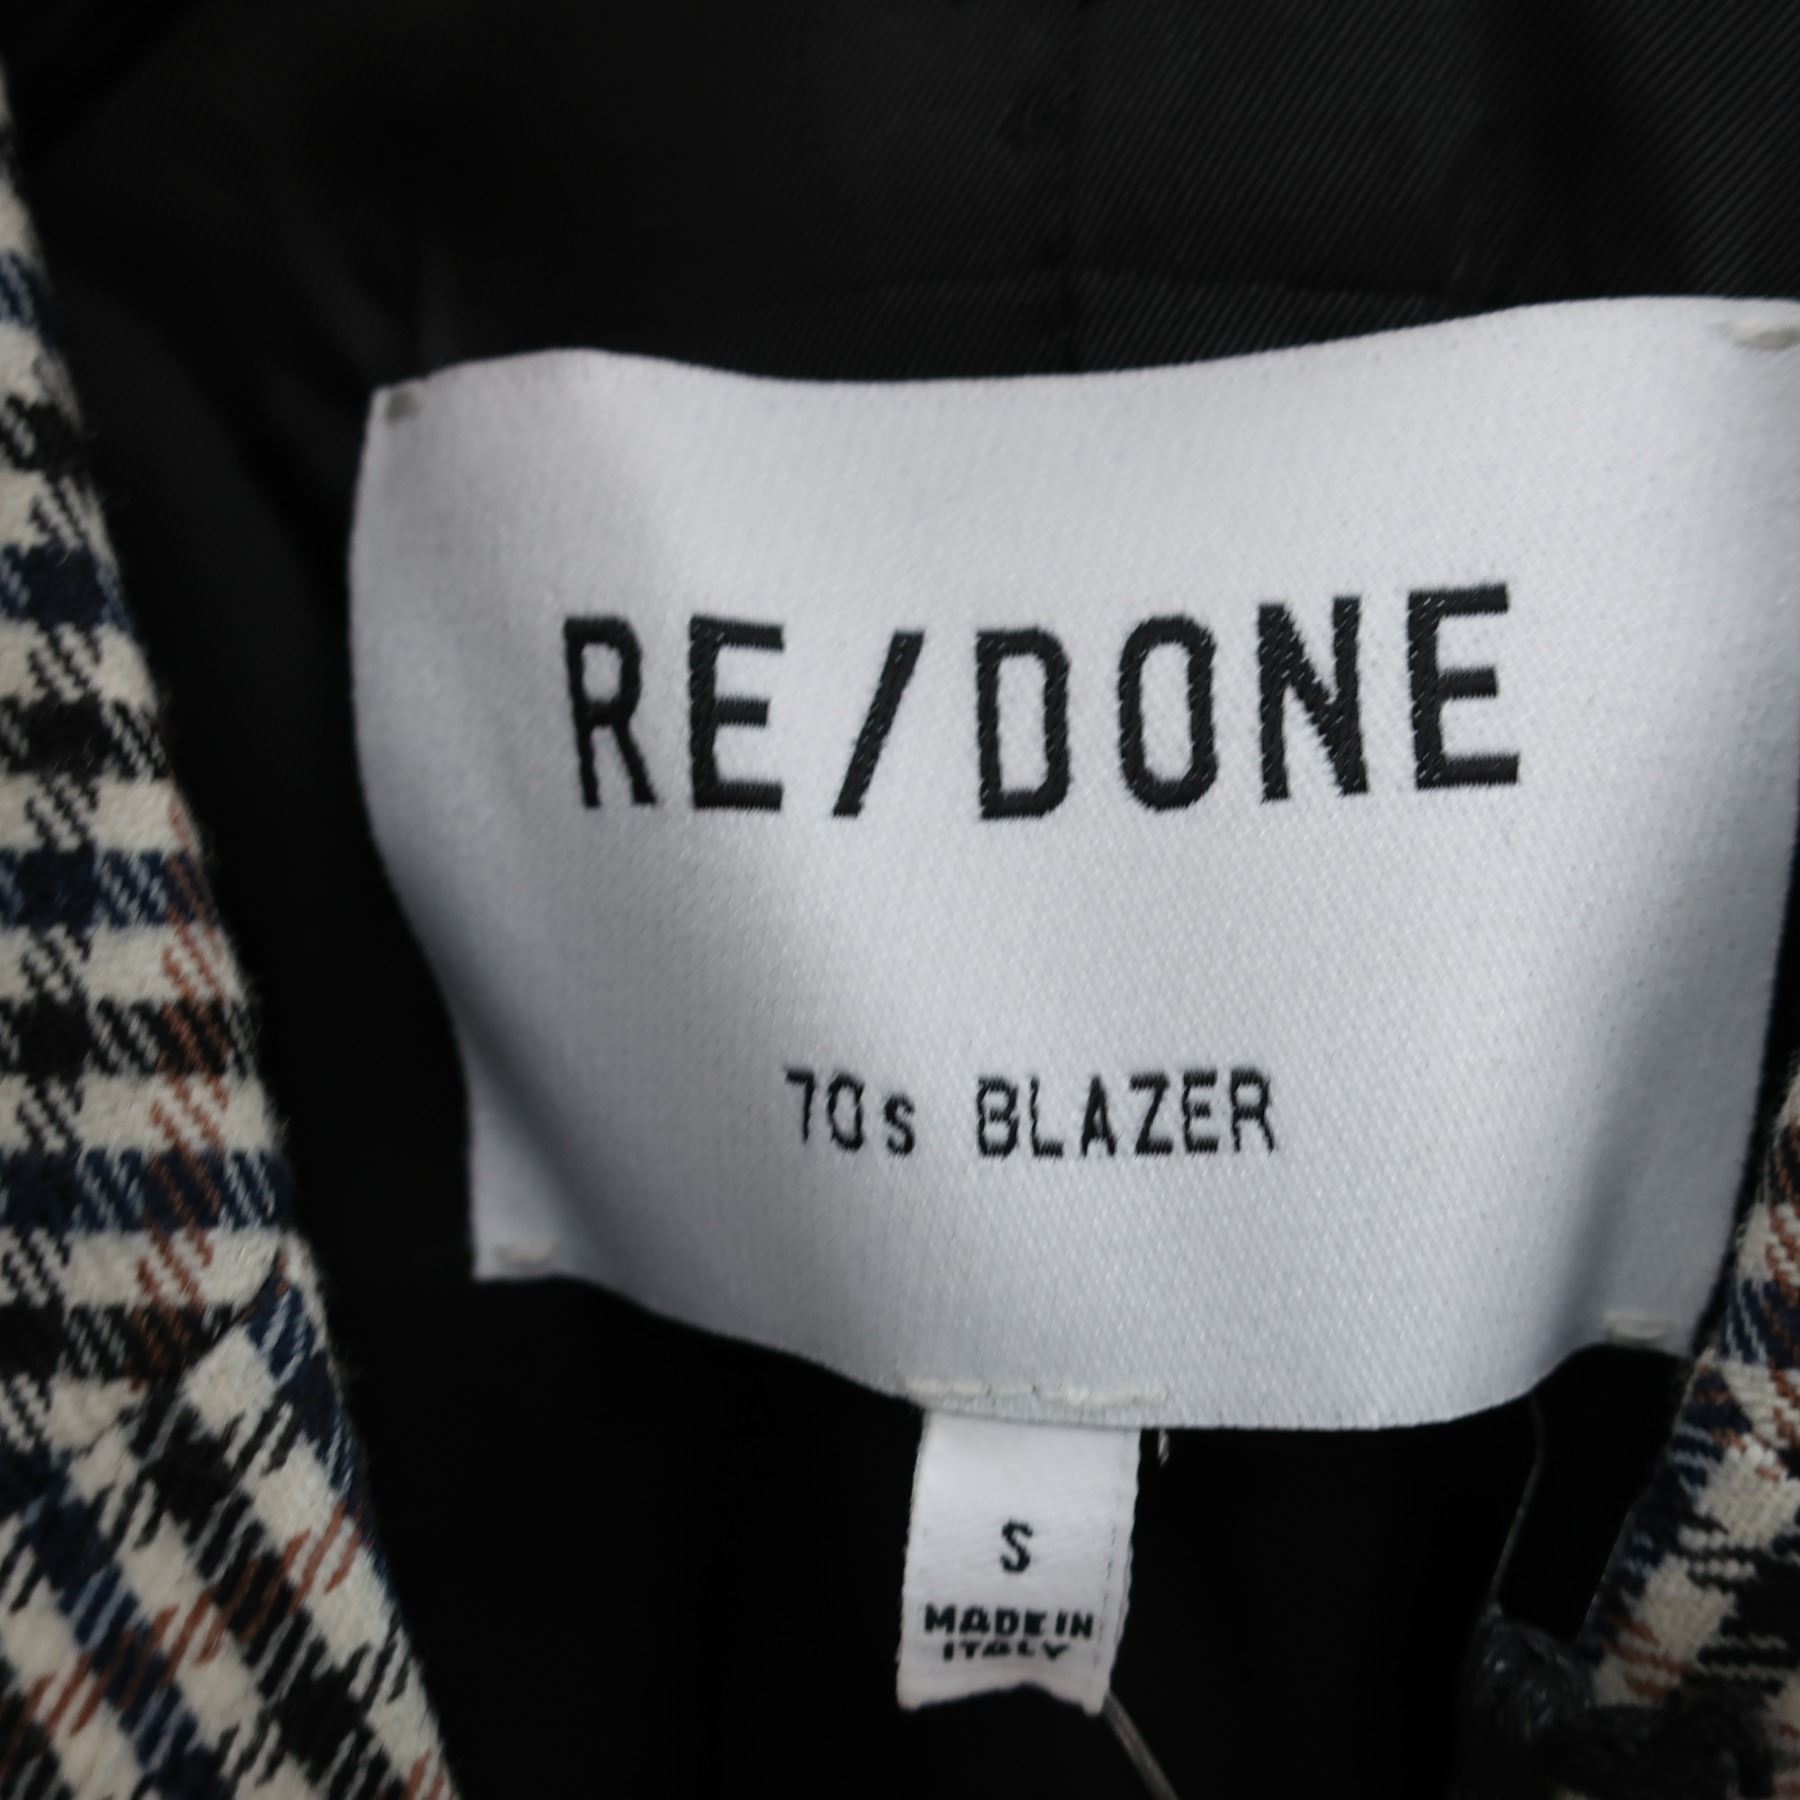 RE/DONE
70s BLAZER
S
MADE IN
ITALY